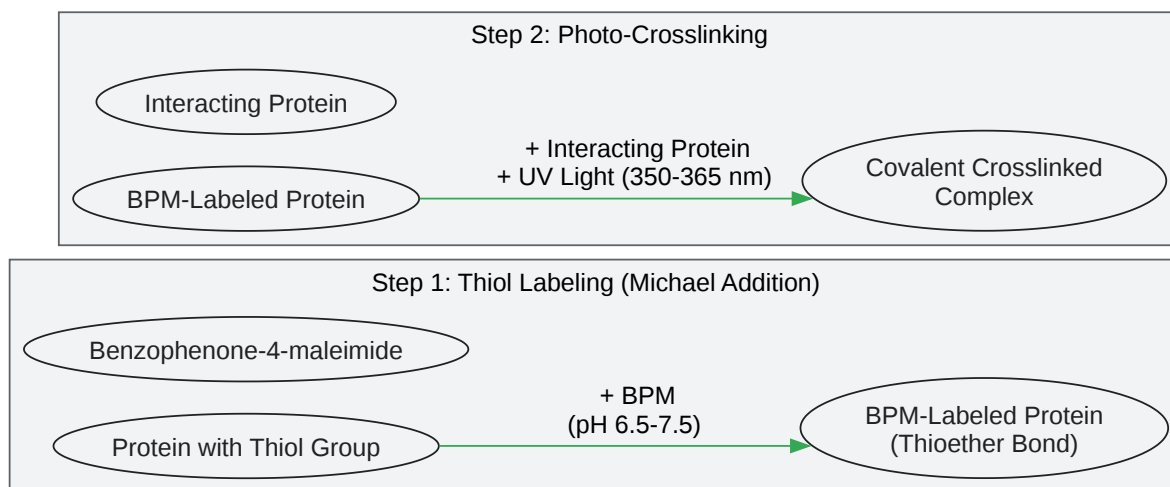 Step 2: Photo-Crosslinking
Interacting Protein
BPM-Labeled Protein
+ Interacting Protein
+ UV Light (350-365 nm)
Covalent Crosslinked
Complex
Step 1: Thiol Labeling (Michael Addition)
Benzophenone-4-maleimide
Protein with Thiol Group
+ BPM
(pH 6.5-7.5)
BPM-Labeled Protein
(Thioether Bond)